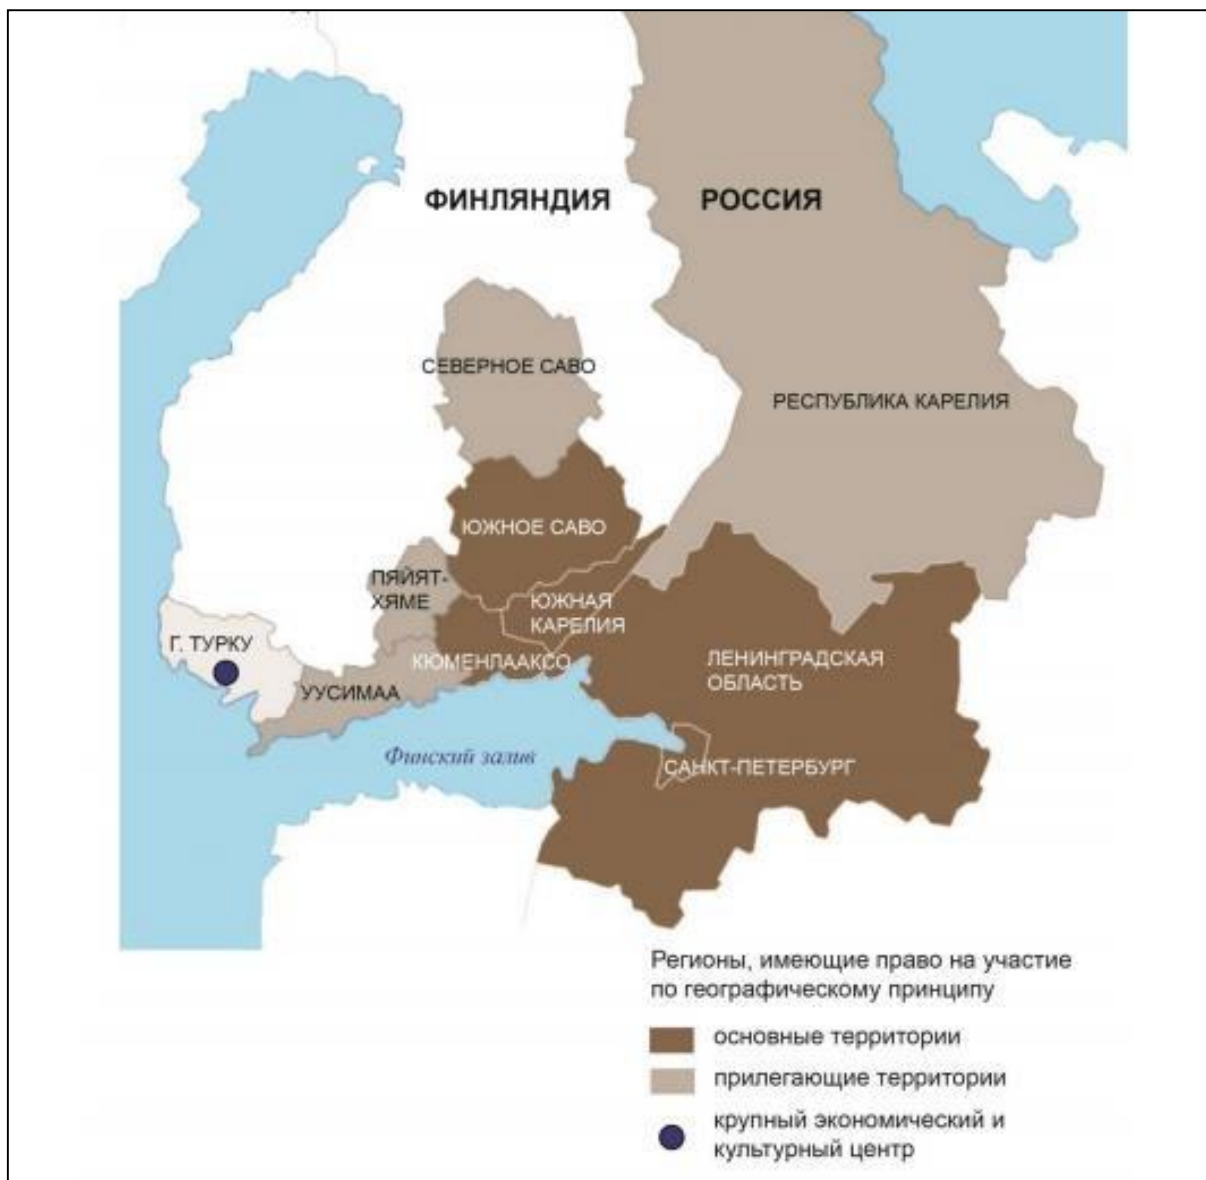 ФИНЛЯНДИЯ
РОССИЯ
СЕВЕРНОЕ САВО
РЕСПУБЛИКА КАРЕЛИЯ
ЮЖНОЕ САВО
ПЯЙЯТ-
ХЯМЕ
ЮЖНАЯ
КАРЕЛИЯ
Г. ТУРКУ
КЮМЕНЛААКСО
ЛЕНИНГРАДСКАЯ
ОБЛАСТЬ
УУСИМАА
Финский залив
САНКТ-ПЕТЕРБУРГ
Регионы, имеющие право на участие
по географическому принципу
основные территории
прилегающие территории
крупный экономический и
культурный центр